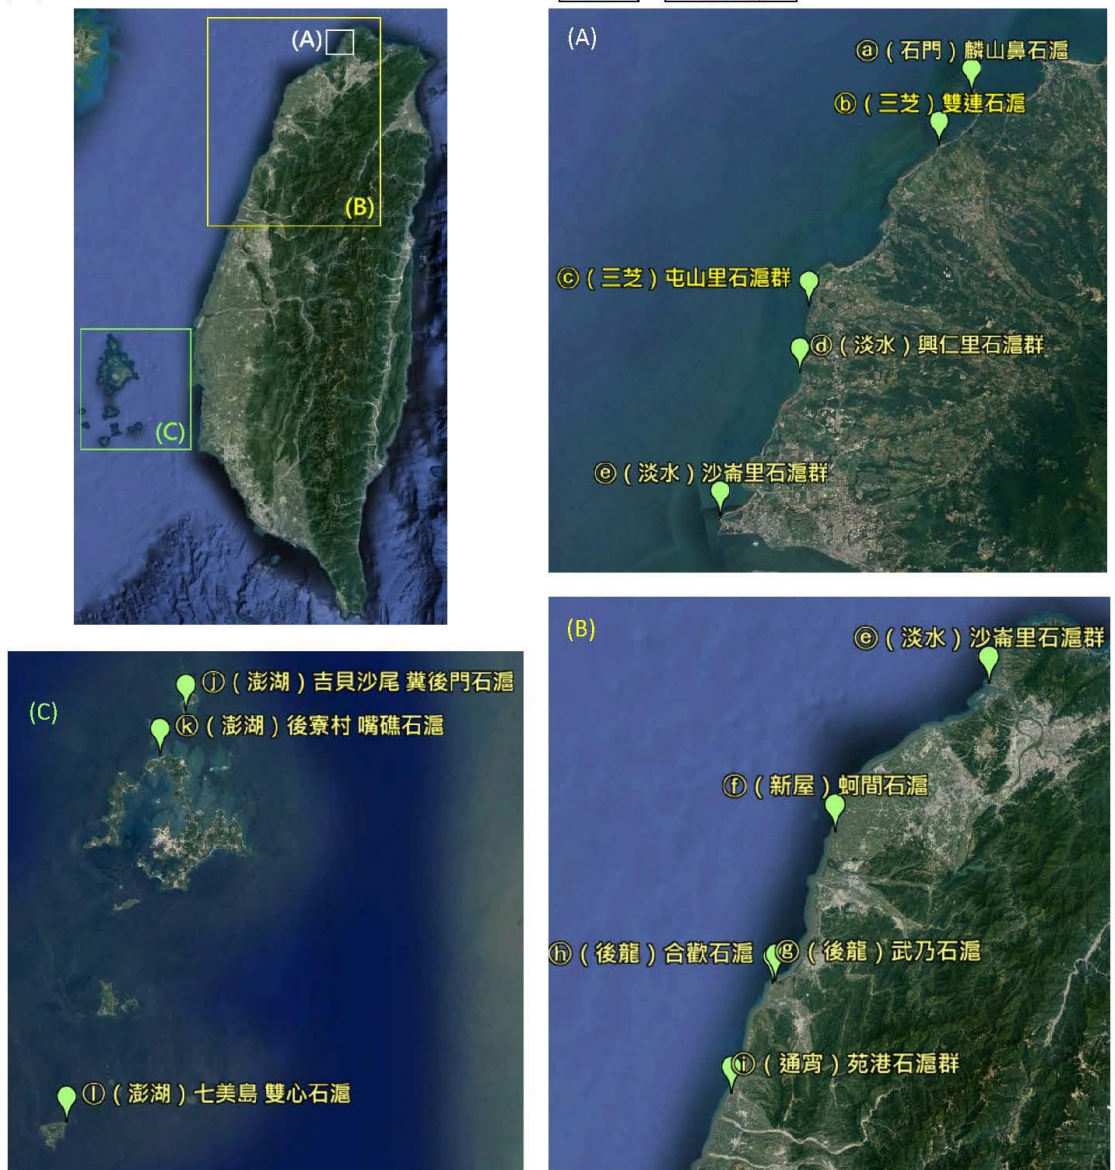 (A)
(B)
(C)
(A)
ⓐ（石門）麟山鼻石滬
ⓑ（三芝）雙連石滬
ⓒ（三芝）屯山里石滬群
ⓓ（淡水）興仁里石滬群
ⓔ（淡水）沙崙里石滬群
(B)
ⓔ（淡水）沙崙里石滬群
ⓕ（新屋）蚵間石滬
ⓗ（後龍）合歡石滬
ⓖ（後龍）武乃石滬
ⓘ（通宵）苑港石滬群
(C)
ⓙ（澎湖）吉貝沙尾 糞後門石滬
ⓚ（澎湖）後寮村 嘴礁石滬
ⓛ（澎湖）七美島 雙心石滬